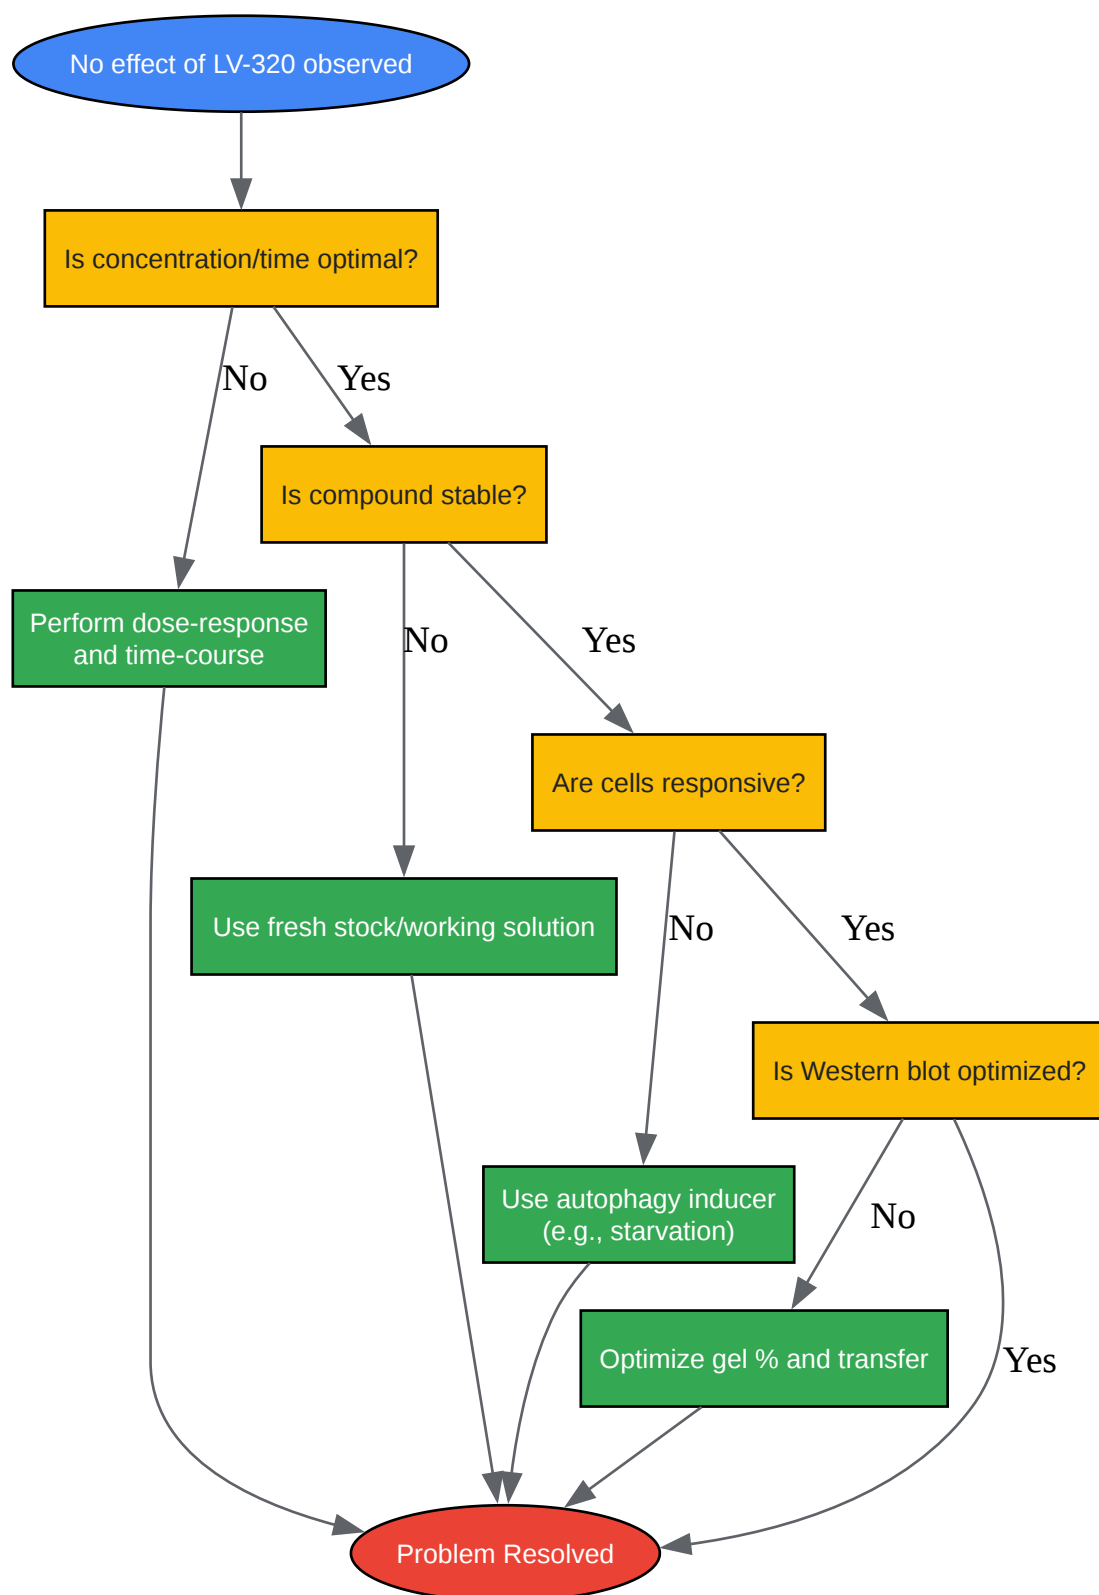 No effect of LV-320 observed
Is concentration/time optimal?
No
Yes
Is compound stable?
Perform dose-response
and time-course
No
Yes
Are cells responsive?
Use fresh stock/working solution
No
Yes
Is Western blot optimized?
Use autophagy inducer
(e.g., starvation)
No
Optimize gel % and transfer
Yes
Problem Resolved